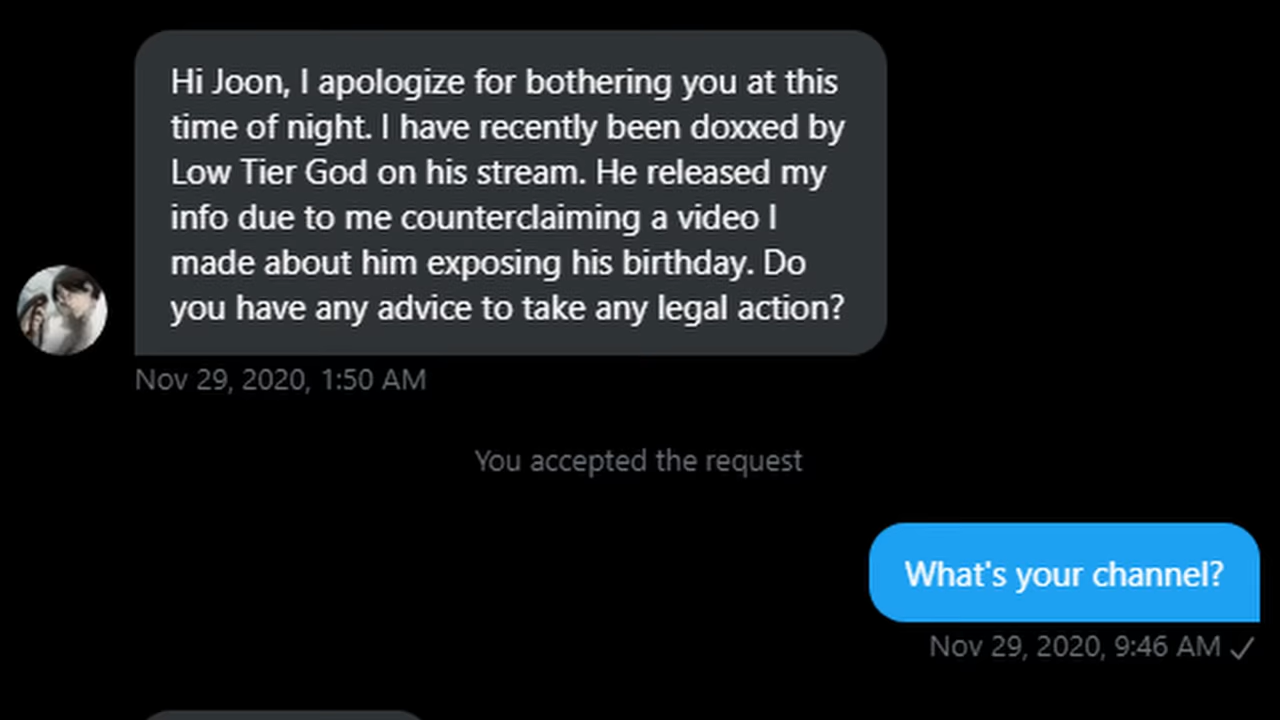 Hi Joon, I apologize for bothering you at this
time of night. I have recently been doxxed by
Low Tier God on his stream. He released my
info due to me counterclaiming a video I
made about him exposing his birthday. Do
you have any advice to take any legal action?
Nov 29, 2020, 1:50 AM
You accepted the request
What's your channel?
Nov 29, 2020, 9:46 AM